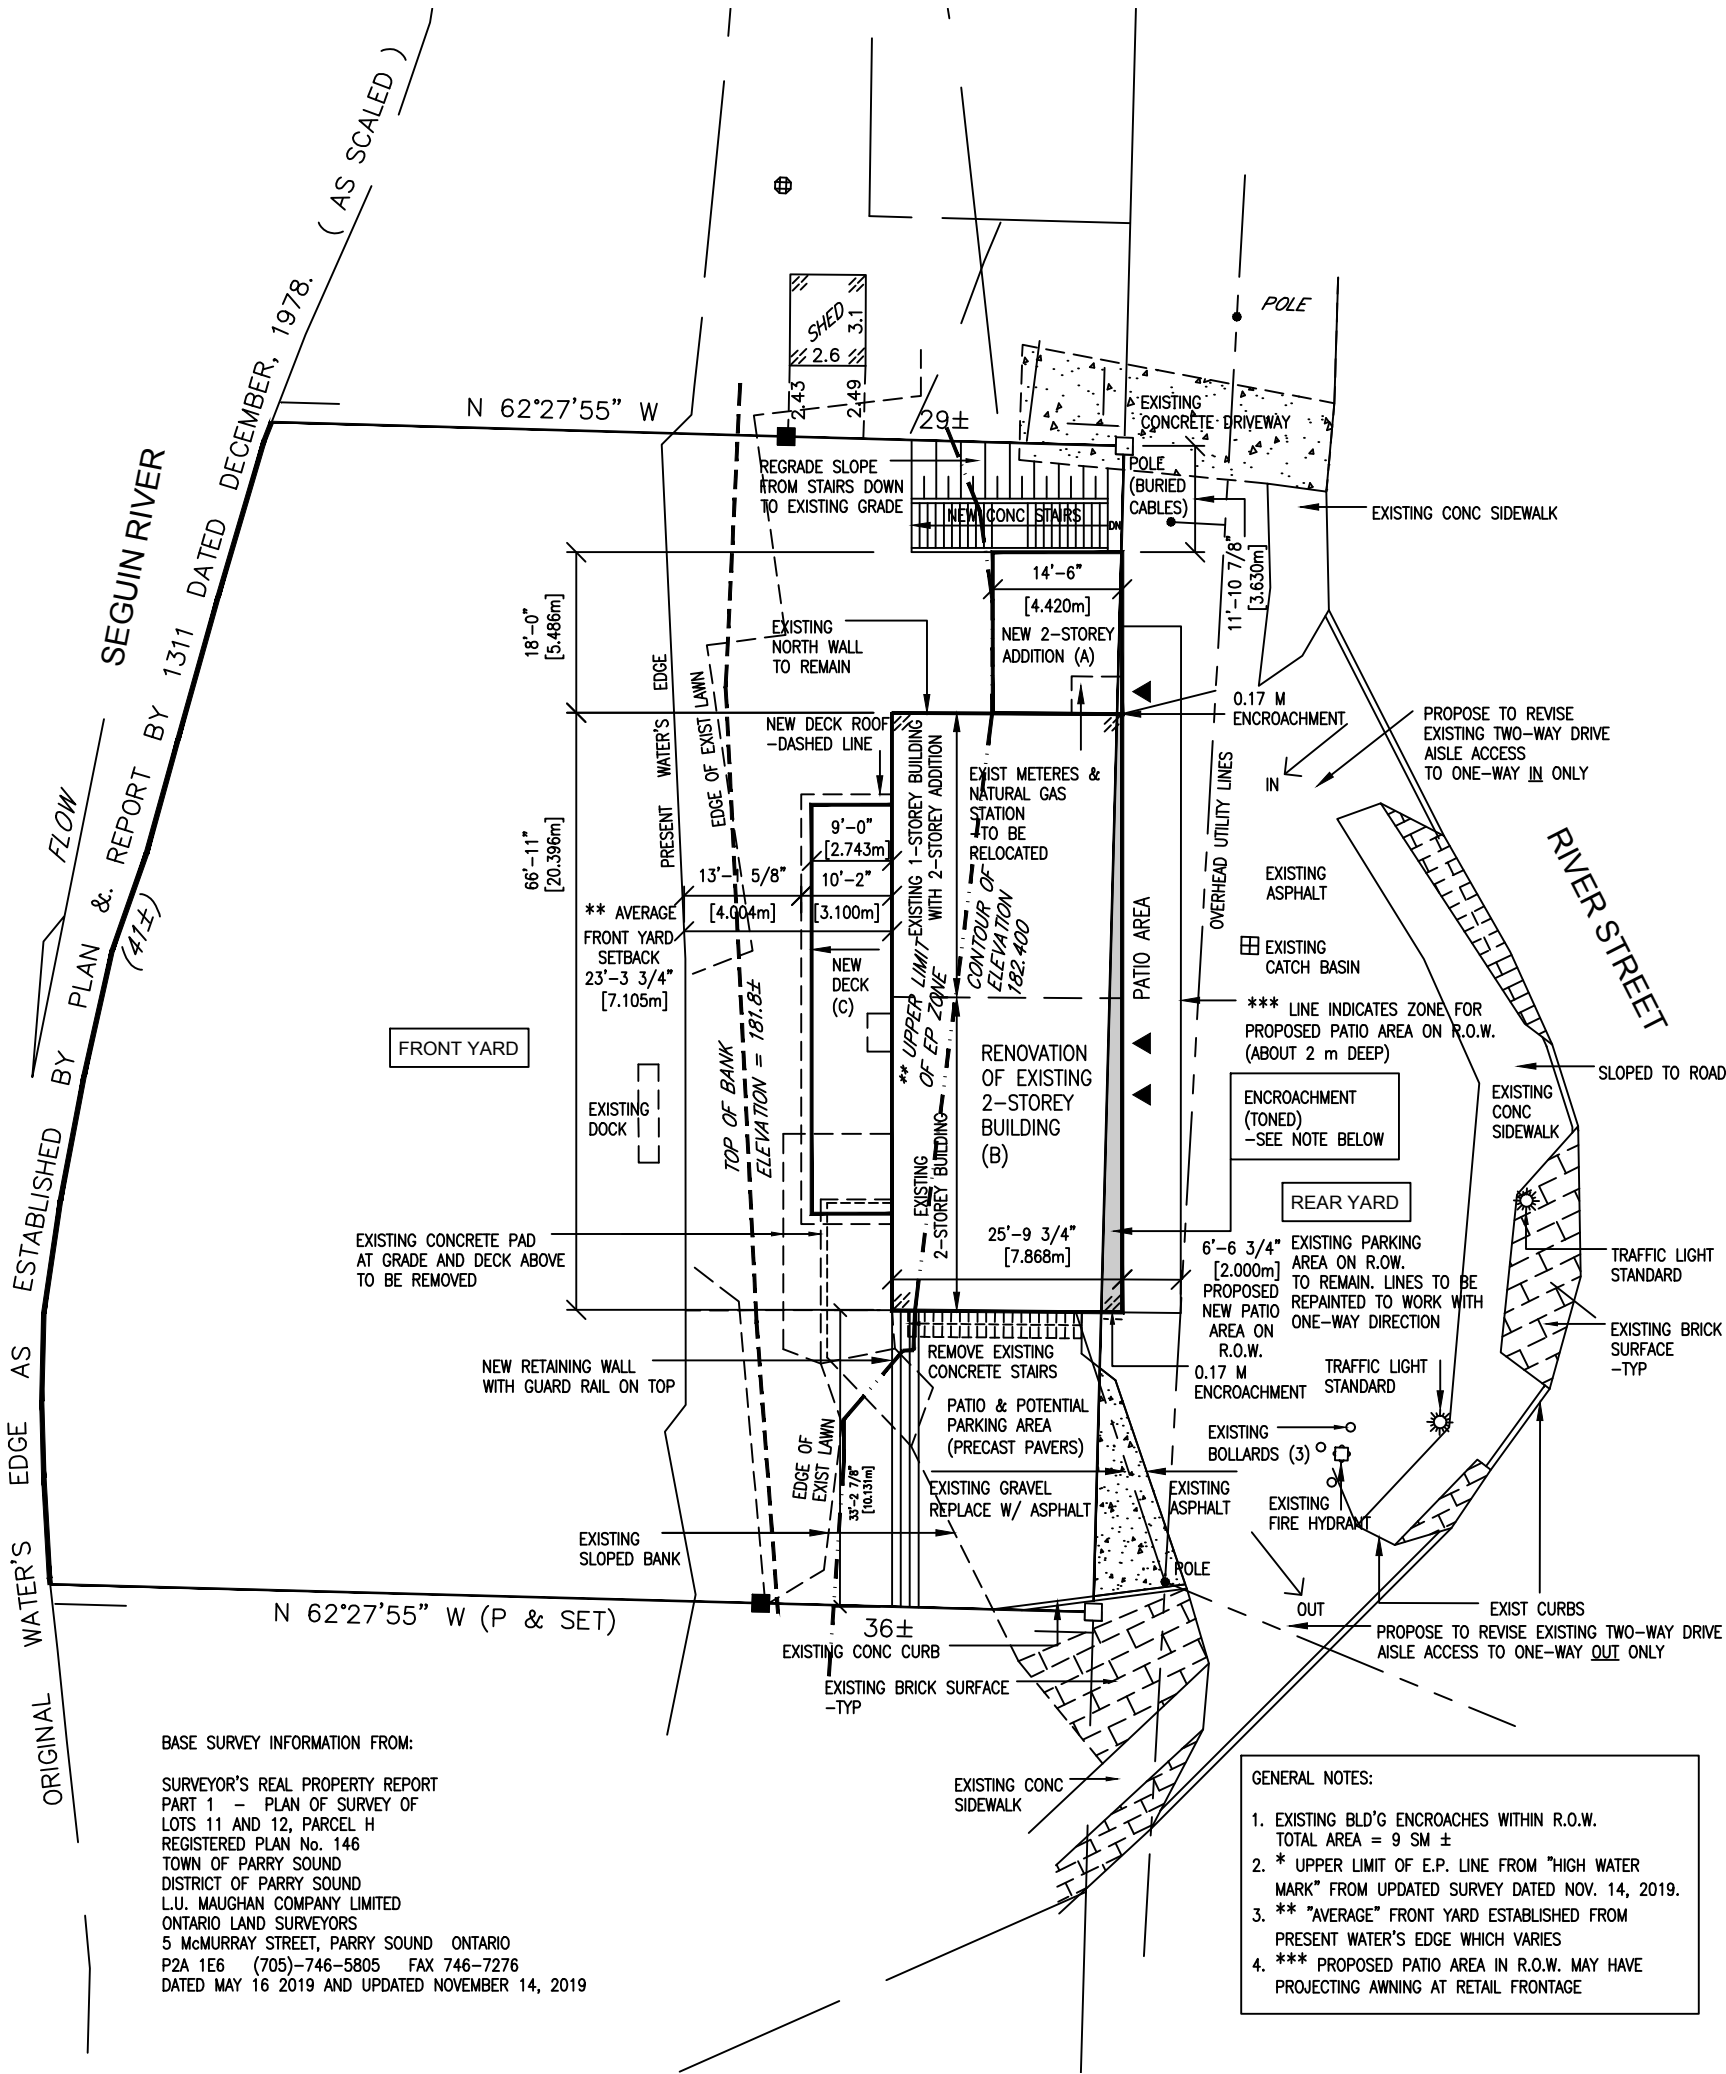 ORIGINAL WATER'S EDGE AS ESTABLISHED BY PLAN & REPORT BY 1311 DATED DECEMBER, 1978. ( AS SCALED )
(41±)
SEGUIN RIVER
FLOW
N 62°27'55" W
SHED
3.1
2.6
2.43
2.49
29±
POLE
EXISTING
CONCRETE DRIVEWAY
POLE
(BURIED
CABLES)
REGRADE SLOPE
FROM STAIRS DOWN
TO EXISTING GRADE
NEW CONC STAIRS
DN
EXISTING CONC SIDEWALK
11'-10 7/8"
[3.630m]
18'-0"
[5.486m]
14'-6"
[4.420m]
NEW 2-STOREY
ADDITION (A)
EXISTING
NORTH WALL
TO REMAIN
PRESENT WATER'S EDGE
EDGE OF EXIST LAWN
NEW DECK ROOF
-DASHED LINE
0.17 M
ENCROACHMENT
PROPOSE TO REVISE
EXISTING TWO-WAY DRIVE
AISLE ACCESS
TO ONE-WAY IN ONLY
IN
EXISTING 1-STOREY BUILDING
WITH 2-STOREY ADDITION
EXIST METERES &
NATURAL GAS
STATION
-TO BE
RELOCATED
OVERHEAD UTILITY LINES
RIVER STREET
66'-11"
[20.396m]
9'-0"
[2.743m]
13'-1 5/8"
[4.004m]
10'-2"
[3.100m]
** AVERAGE
FRONT YARD
SETBACK
23'-3 3/4"
[7.105m]
EXISTING
ASPHALT
CONTOUR OF
ELEVATION
182.400
PATIO AREA
EXISTING
CATCH BASIN
NEW
DECK
(C)
** UPPER LIMIT
OF EP ZONE
*** LINE INDICATES ZONE FOR
PROPOSED PATIO AREA ON R.O.W.
(ABOUT 2 m DEEP)
FRONT YARD
TOP OF BANK
ELEVATION = 181.8±
RENOVATION
OF EXISTING
2-STOREY
BUILDING
(B)
SLOPED TO ROAD
EXISTING
CONC
SIDEWALK
EXISTING
DOCK
ENCROACHMENT
(TONED)
-SEE NOTE BELOW
EXISTING
2-STOREY BUILDING
REAR YARD
25'-9 3/4"
[7.868m]
EXISTING CONCRETE PAD
AT GRADE AND DECK ABOVE
TO BE REMOVED
6'-6 3/4"
[2.000m]
PROPOSED
NEW PATIO
AREA ON
R.O.W.
EXISTING PARKING
AREA ON R.OW.
TO REMAIN. LINES TO BE
REPAINTED TO WORK WITH
ONE-WAY DIRECTION
TRAFFIC LIGHT
STANDARD
EXISTING BRICK
SURFACE
-TYP
REMOVE EXISTING
CONCRETE STAIRS
NEW RETAINING WALL
WITH GUARD RAIL ON TOP
0.17 M
ENCROACHMENT
TRAFFIC LIGHT
STANDARD
PATIO & POTENTIAL
PARKING AREA
(PRECAST PAVERS)
EXISTING
BOLLARDS (3)
EDGE OF
EXIST LAWN
33'-2 7/8"
[10.131m]
EXISTING GRAVEL
REPLACE W/ ASPHALT
EXISTING
ASPHALT
EXISTING
FIRE HYDRANT
EXISTING
SLOPED BANK
POLE
N 62°27'55" W (P & SET)
36±
OUT
EXIST CURBS
PROPOSE TO REVISE EXISTING TWO-WAY DRIVE
AISLE ACCESS TO ONE-WAY OUT ONLY
EXISTING CONC CURB
EXISTING BRICK SURFACE
-TYP
EXISTING CONC
SIDEWALK
BASE SURVEY INFORMATION FROM:
SURVEYOR'S REAL PROPERTY REPORT
PART 1 - PLAN OF SURVEY OF
LOTS 11 AND 12, PARCEL H
REGISTERED PLAN No. 146
TOWN OF PARRY SOUND
DISTRICT OF PARRY SOUND
L.U. MAUGHAN COMPANY LIMITED
ONTARIO LAND SURVEYORS
5 McMURRAY STREET, PARRY SOUND ONTARIO
P2A 1E6 (705)-746-5805 FAX 746-7276
DATED MAY 16 2019 AND UPDATED NOVEMBER 14, 2019
GENERAL NOTES:
1. EXISTING BLD'G ENCROACHES WITHIN R.O.W.
TOTAL AREA = 9 SM ±
2. * UPPER LIMIT OF E.P. LINE FROM "HIGH WATER
MARK" FROM UPDATED SURVEY DATED NOV. 14, 2019.
3. ** "AVERAGE" FRONT YARD ESTABLISHED FROM
PRESENT WATER'S EDGE WHICH VARIES
4. *** PROPOSED PATIO AREA IN R.O.W. MAY HAVE
PROJECTING AWNING AT RETAIL FRONTAGE